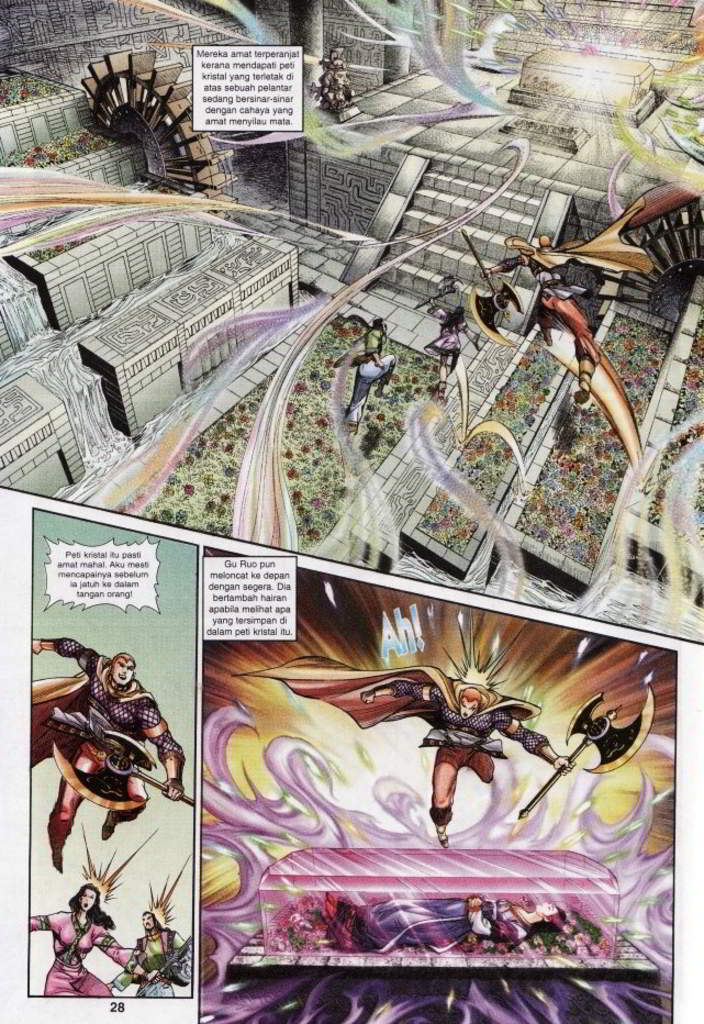 Mereka amat terperanjat
kerana mendapati peti
kristal yang terletak di
atas sebuah pelantar
sedang bersinar-sinar
dengan cahaya yang
amat menyilau mata.
Peti kristal itu pasti
amat mahal. Aku mesti
mencapainya sebelum
ia jatuh ke dalam
tangan orang!
Gu Ruo pun
meloncat ke depan
dengan segera. Dia
bertambah hairan
apabila melihat apa
yang tersimpan di
dalam peti kristal itu.
Ah!
28